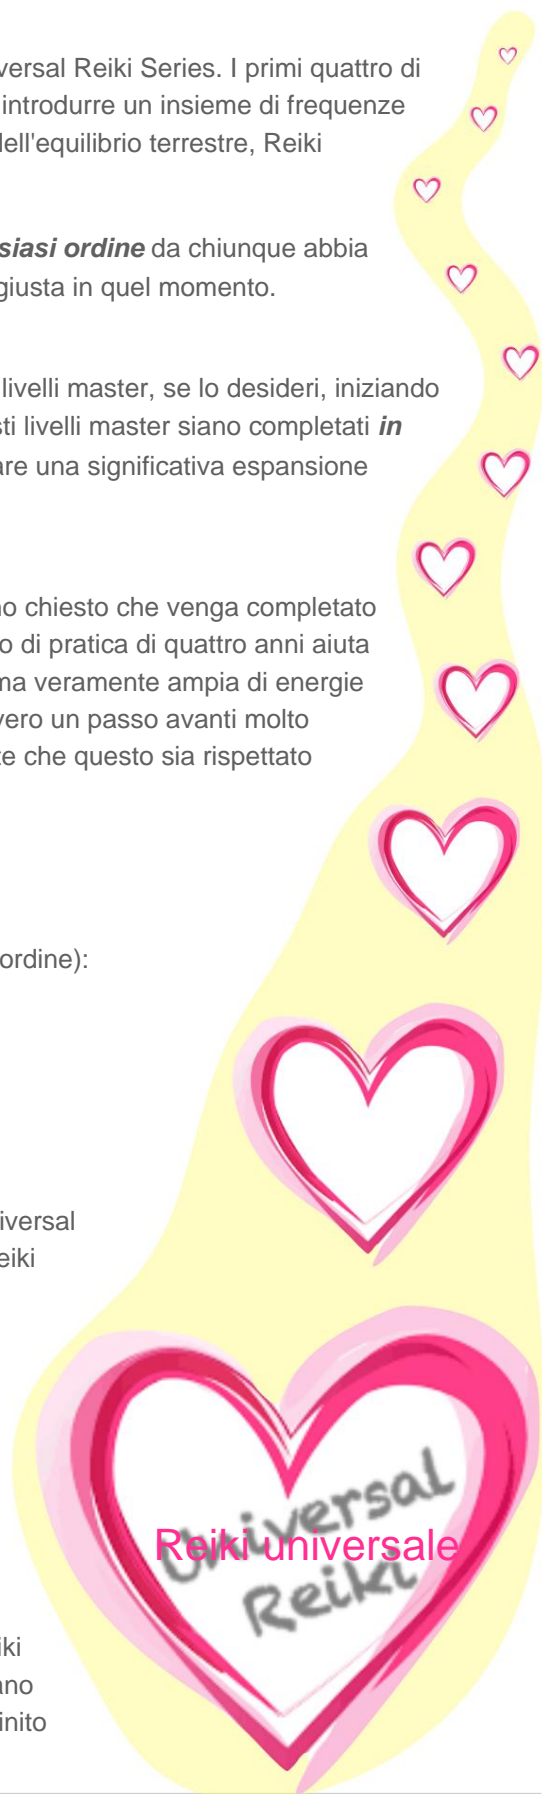 versal Reiki Series. I primi quattro di
introdurre un insieme di frequenze
dell'equilibrio terrestre, Reiki
siasi ordine da chiunque abbia
giusta in quel momento.
livelli master, se lo desideri, iniziando
sti livelli master siano completati in
are una significativa espansione
no chiesto che venga completato
o di pratica di quattro anni aiuta
ma veramente ampia di energie
vero un passo avanti molto
te che questo sia rispettato
ordine):
iversal
eiki
Universal
Reiki universale
Reiki
iki
ano
inito